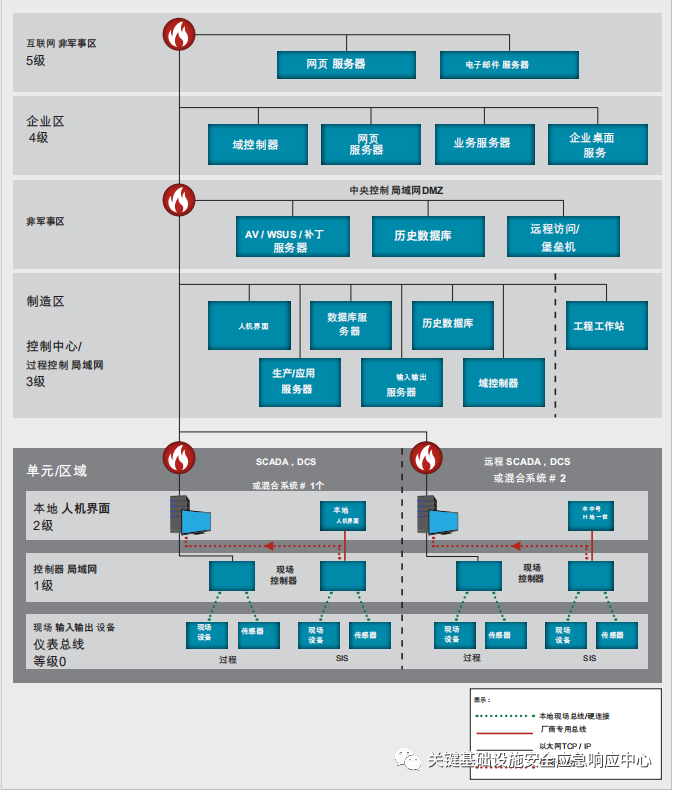 互联网 非军事区
5级
网页 服务器
电子邮件 服务器
企业区
4级
域控制器
网页
服务器
业务服务器
企业桌面
服务
中央控制 局域网DMZ
非军事区
AV / WSUS / 补丁
服务器
历史数据库
远程访问/
堡垒机
制造区
控制中心/
过程控制 局域网
3级
人机界面
数据库服
务器
历史数据库
工程工作站
生产/应用
服务器
输入输出
服务器
域控制器
单元/区域
SCADA , DCS
或混合系统 # 1个
远程 SCADA , DCS
或混合系统 # 2
本地 人机界面
2级
本地
人机界面
控制器 局域网
1级
现场
控制器
现场
控制器
现场 输入输出 设备
仪表总线
等级0
现场
设备
传感器
现场
设备
传感器
现场
设备
传感器
现场
设备
传感器
过程
SIS
过程
SIS
图示：
本地现场总线/硬连接
厂商专用总线
以太网TCP / IP
关键基础设施安全应急响应中心